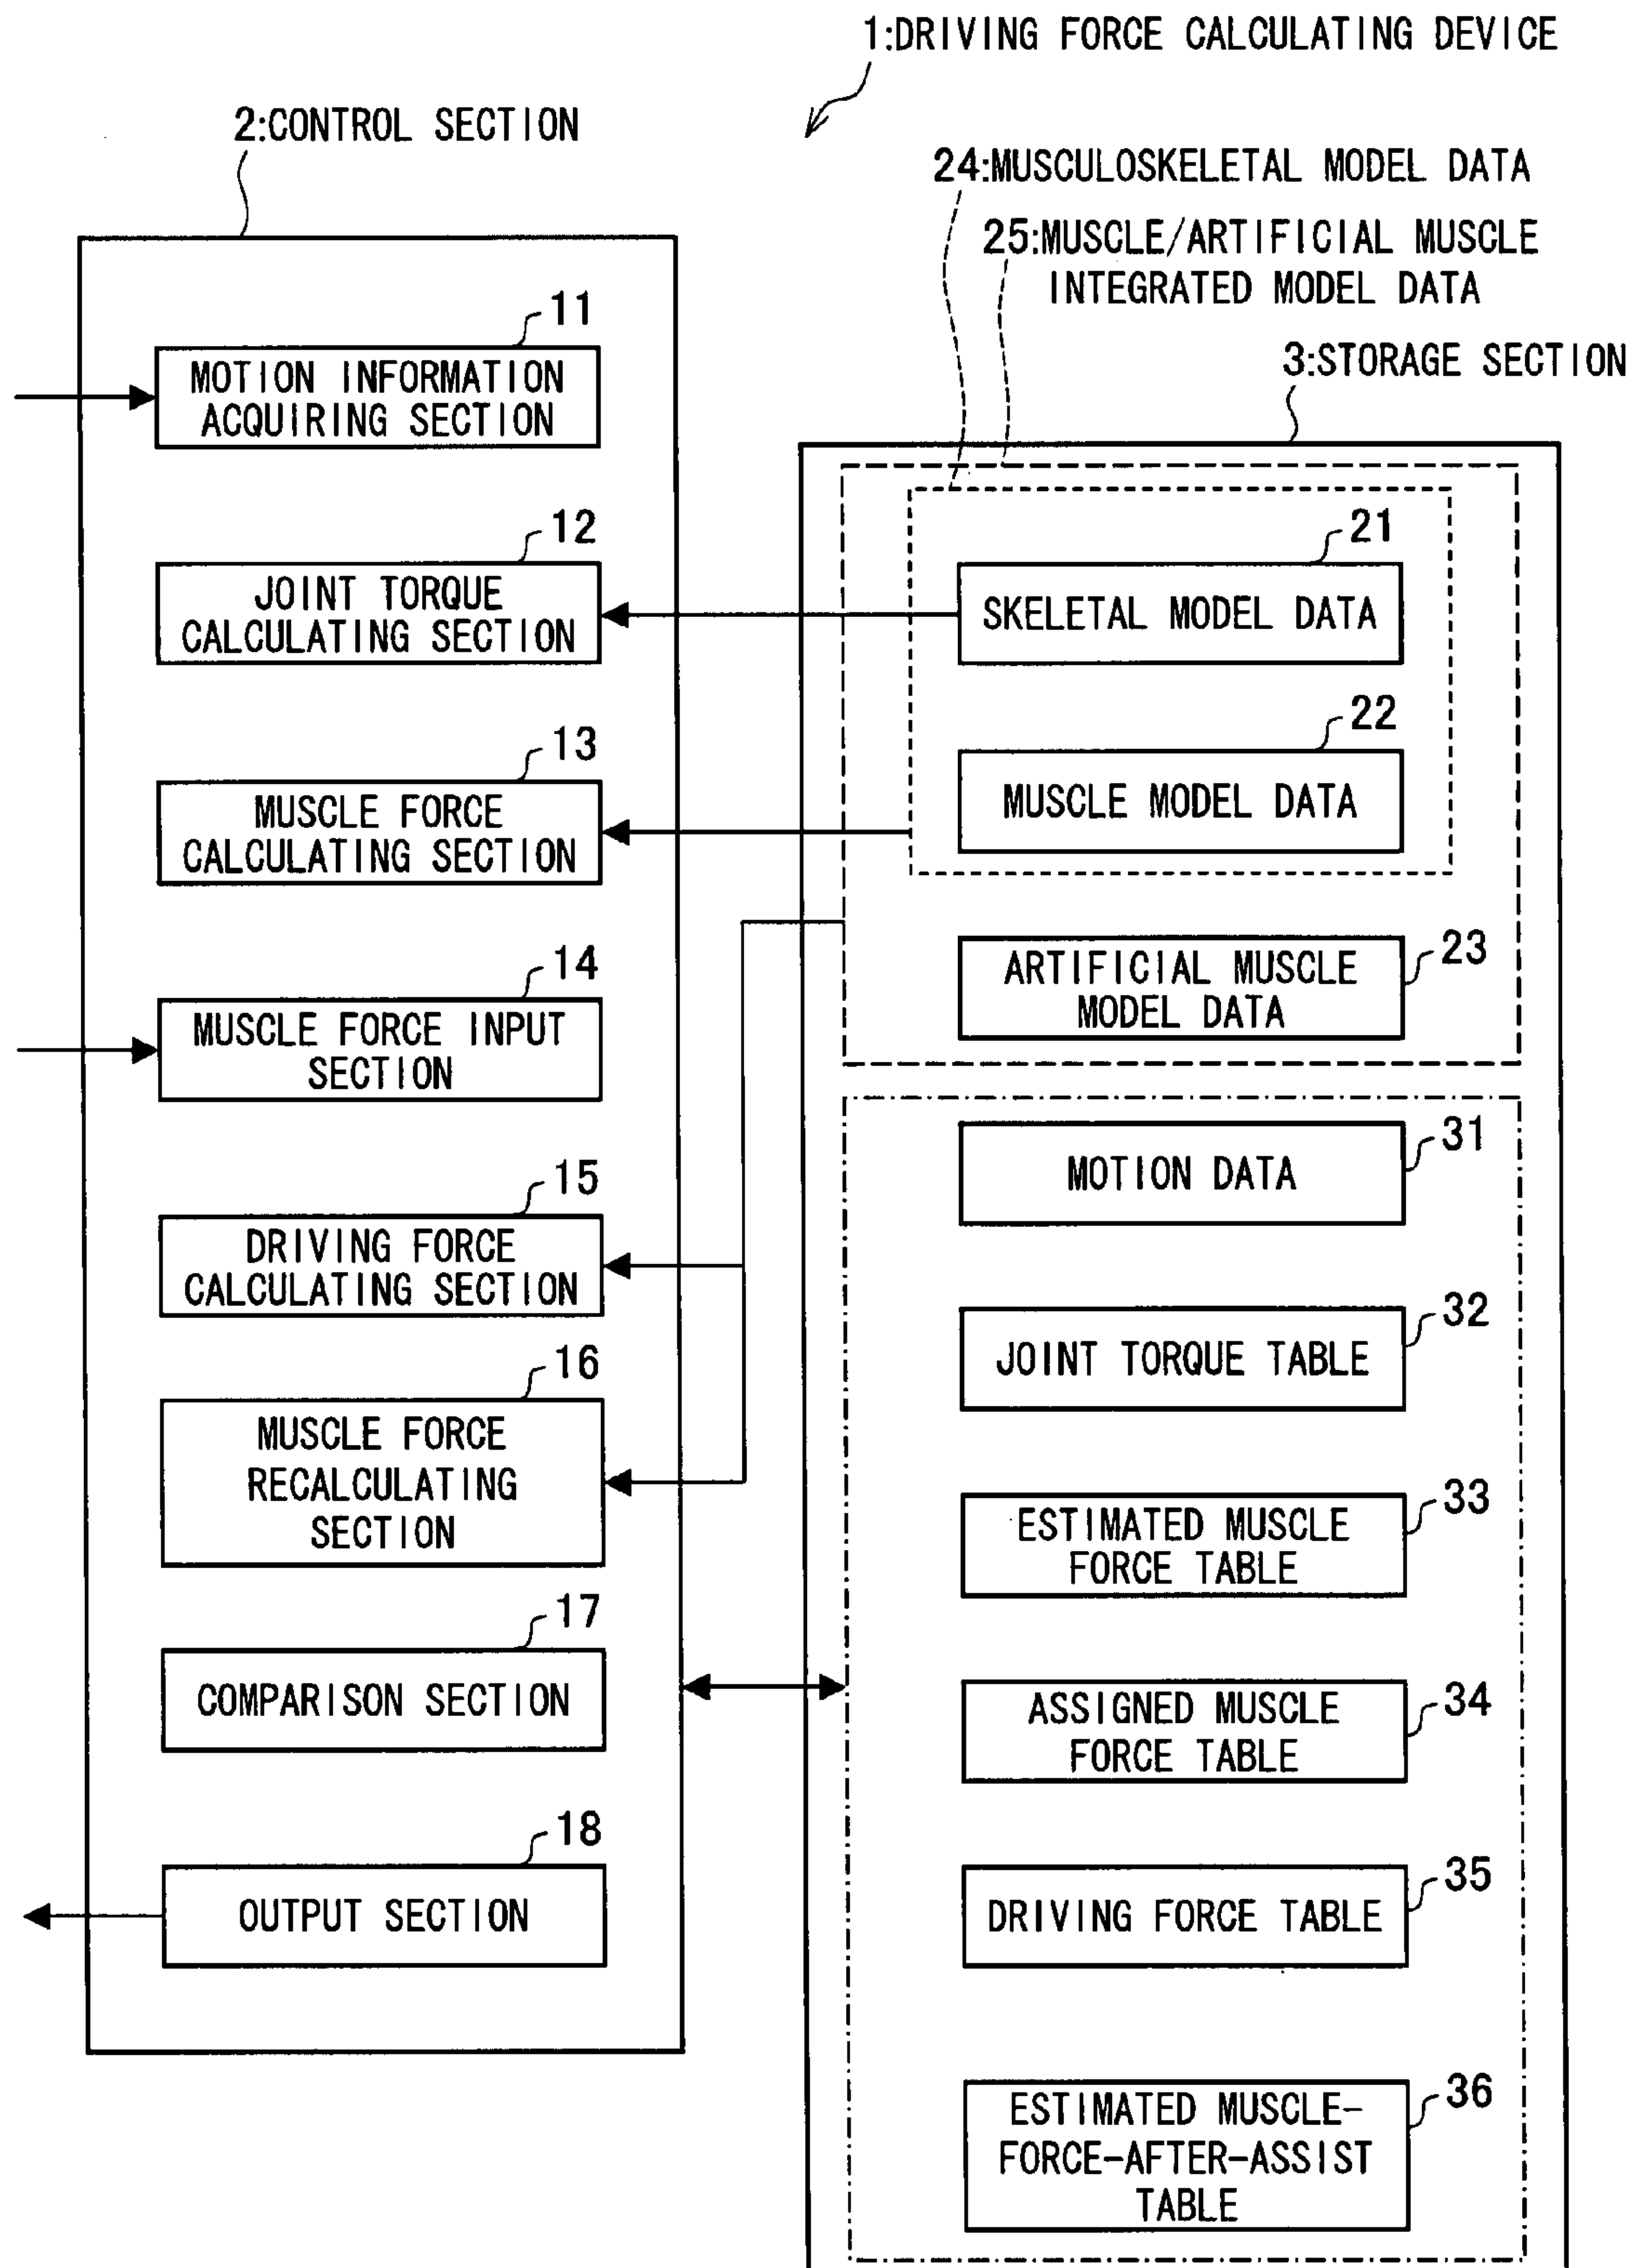 1:DRIVING FORCE CALCULATING DEVICE
2:CONTROL SECTION
24:MUSCULOSKELETAL MODEL DATA
25:MUSCLE/ARTIFICIAL MUSCLE
INTEGRATED MODEL DATA
3:STORAGE SECTION
11
MOTION INFORMATION
ACQUIRING SECTION
12
JOINT TORQUE
CALCULATING SECTION
13
MUSCLE FORCE
CALCULATING SECTION
14
MUSCLE FORCE INPUT
SECTION
15
DRIVING FORCE
CALCULATING SECTION
16
MUSCLE FORCE
RECALCULATING
SECTION
17
COMPARISON SECTION
18
OUTPUT SECTION
21
SKELETAL MODEL DATA
22
MUSCLE MODEL DATA
23
ARTIFICIAL MUSCLE
MODEL DATA
31
MOTION DATA
32
JOINT TORQUE TABLE
33
ESTIMATED MUSCLE
FORCE TABLE
34
ASSIGNED MUSCLE
FORCE TABLE
35
DRIVING FORCE TABLE
36
ESTIMATED MUSCLE-
FORCE-AFTER-ASSIST
TABLE